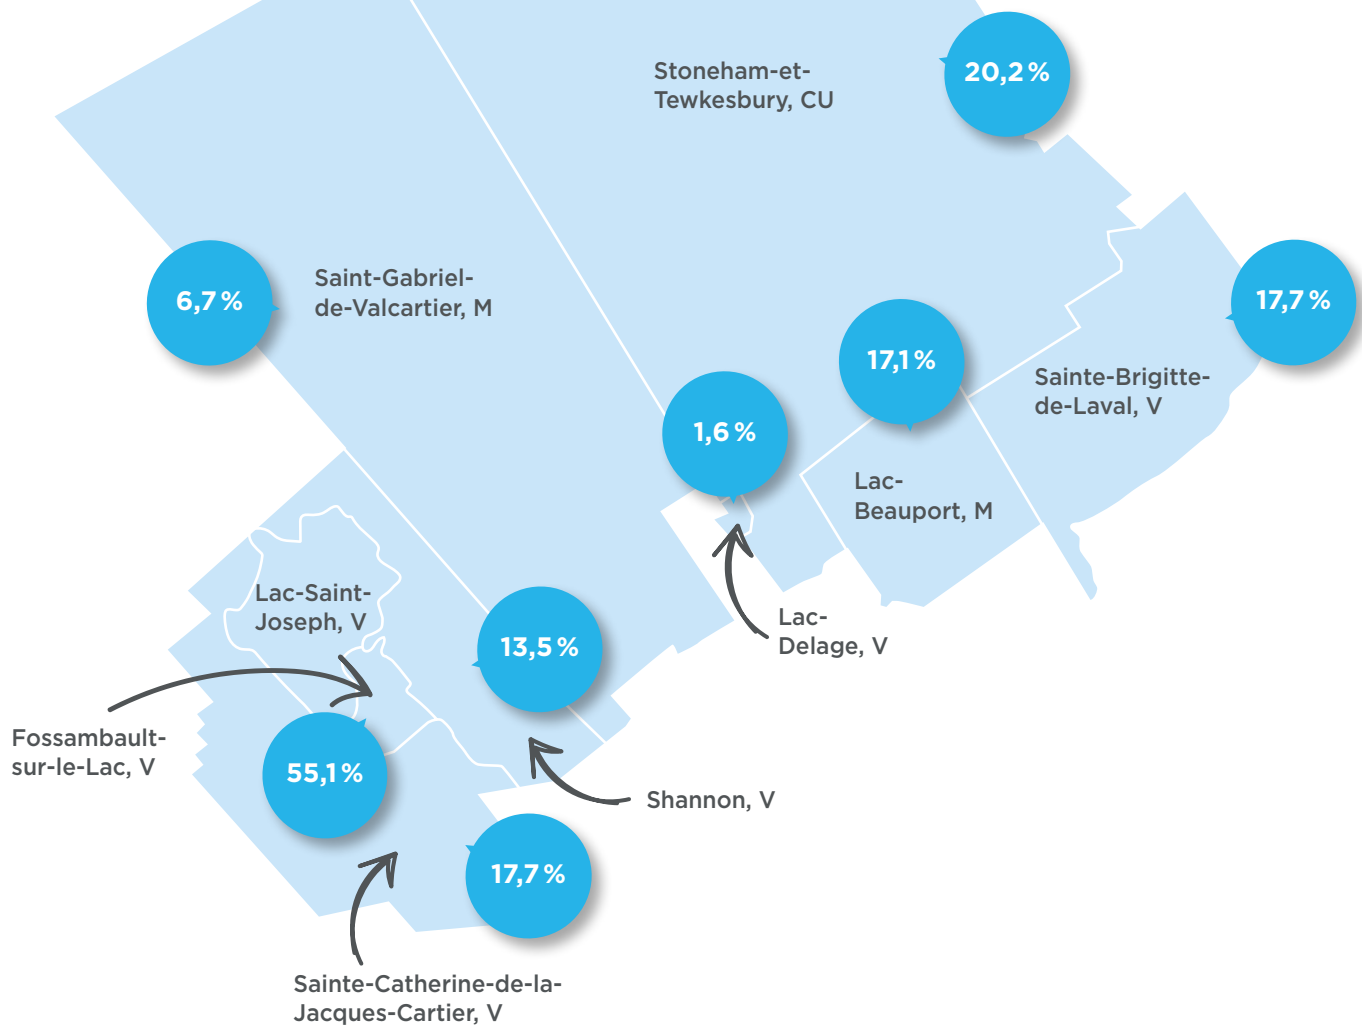 Stoneham-et-
Tewkesbury, CU
20,2 %
6,7 %
Saint-Gabriel-
de-Valcartier, M
17,7 %
17,1 %
Sainte-Brigitte-
de-Laval, V
1,6 %
Lac-
Beauport, M
Lac-Saint-
Joseph, V
Lac-
Delage, V
13,5 %
Fossambault-
sur-le-Lac, V
55,1 %
Shannon, V
17,7 %
Sainte-Catherine-de-la-
Jacques-Cartier, V